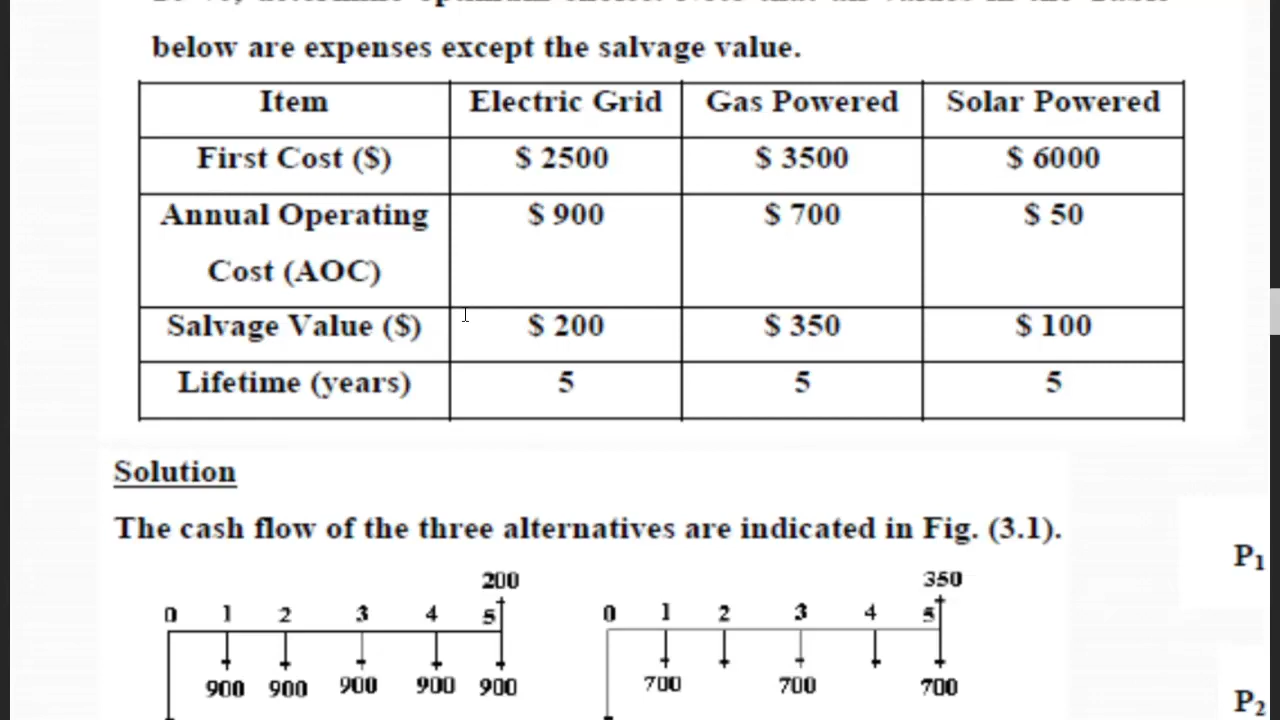 below are expenses except the salvage value.
Item Electric Grid Gas Powered Solar Powered
First Cost ($) $ 2500 $ 3500 $ 6000
Annual Operating $ 900 $ 700 $ 50
Cost (AOC)
Salvage Value ($) $ 200 $ 350 $ 100
Lifetime (years) 5 5 5
Solution
The cash flow of the three alternatives are indicated in Fig. (3.1).
P1
200 350
0 1 2 3 4 5 0 1 2 3 4 5
900 900 900 900 900 700 700 700
P2